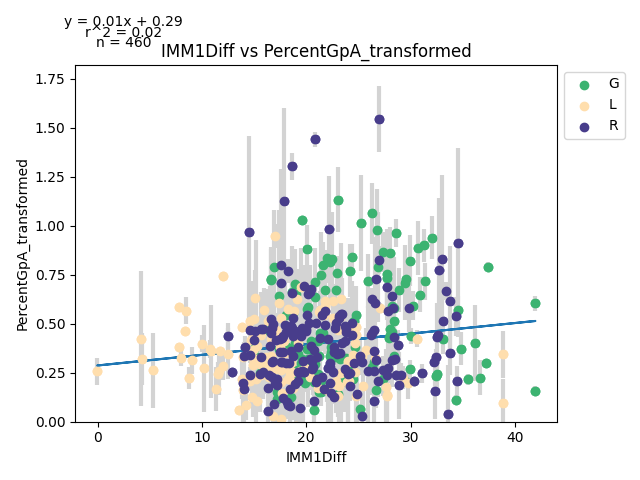 y = 0.01x + 0.29
r^2 = 0.02
n = 460
IMM1Diff vs PercentGpA_transformed
G
L
R
PercentGpA_transformed
1.75
1.50
1.25
1.00
0.75
0.50
0.25
0.00
0 10 20 30 40
IMM1Diff